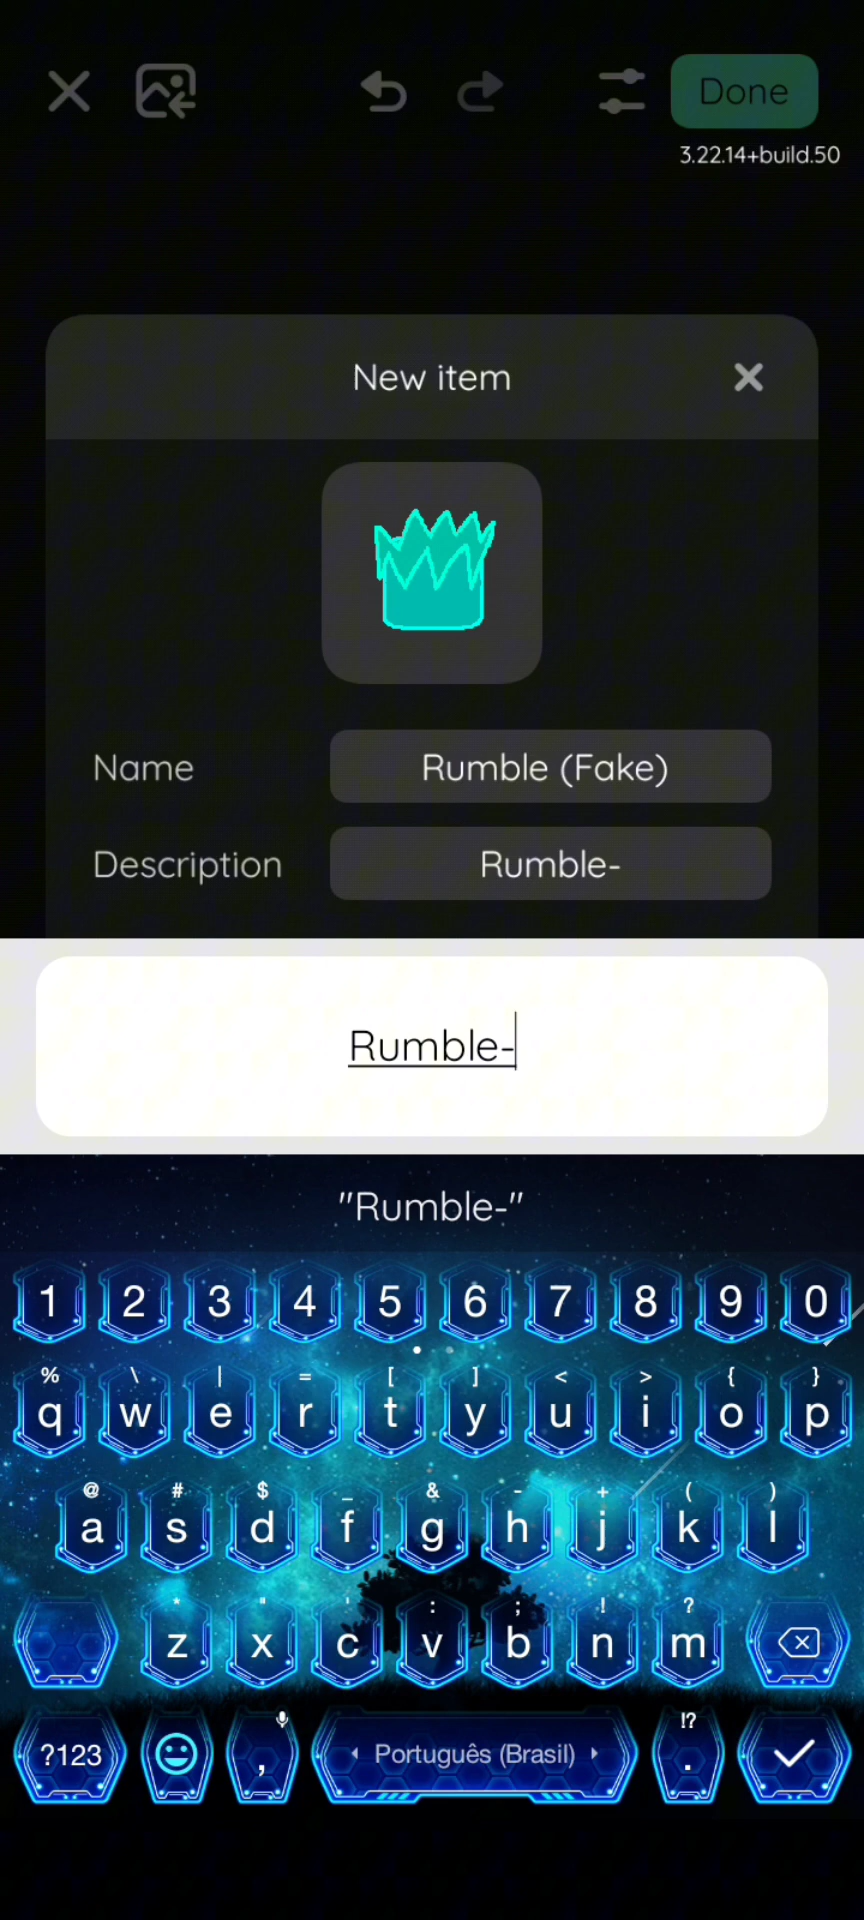 Done
3.22.14+build.50
New item
Name Rumble (Fake)
Description Rumble-
Rumble-
"Rumble-"
1 2 3 4 5 6 7 8 9 0
% \ | = [ ] < > { }
q w e r t y u i o p
@ # $ _ & - + ( )
a s d f g h j k l
* " ' : ; ! ?
z x c v b n m
!?
?123 , Português (Brasil) .